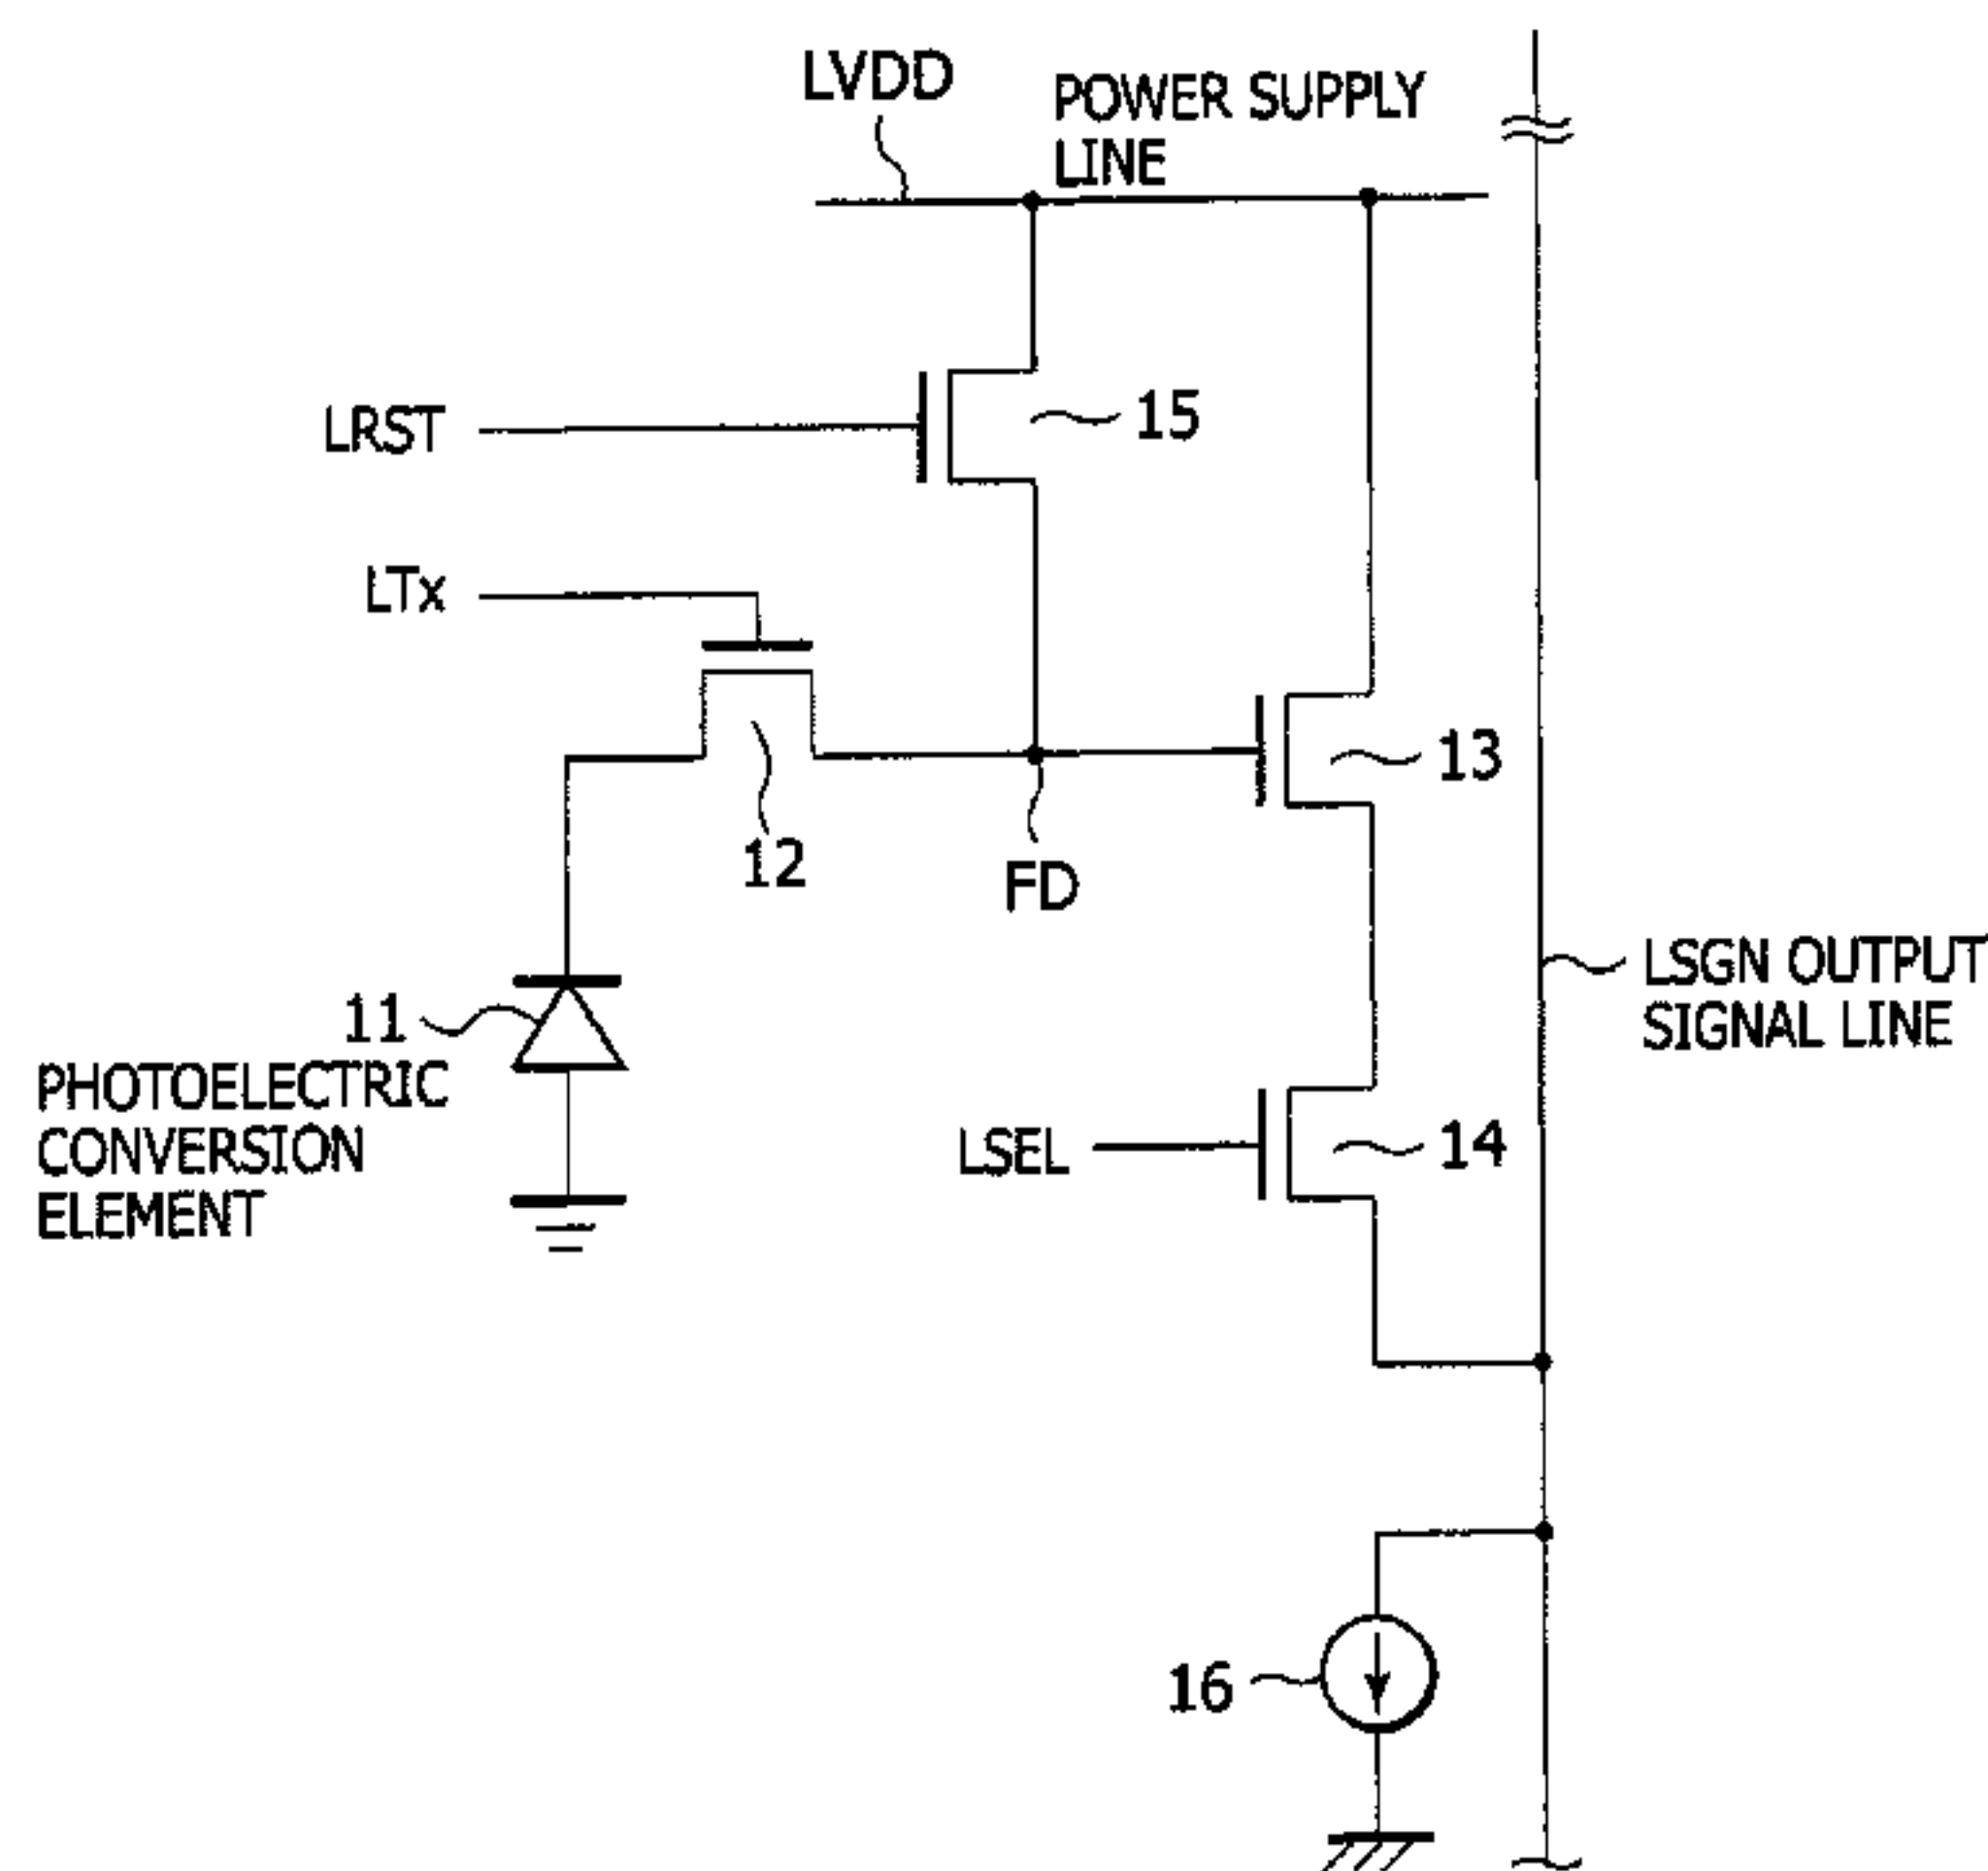 LVDD
POWER SUPPLY
LINE
LRST
15
LTx
13
12
FD
LSGN OUTPUT
SIGNAL LINE
11
PHOTOELECTRIC
CONVERSION
ELEMENT
LSEL
14
16